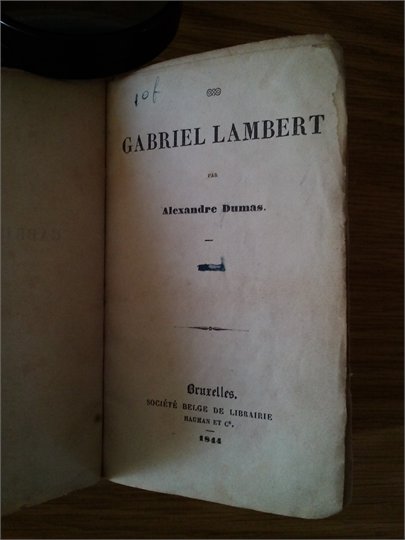 10f
GABRIEL LAMBERT
PAR
Alexandre Dumas.
Bruxelles,
SOCIÉTÉ BELGE DE LIBRAIRIE
HAUMAN ET Cᵉ.
1844